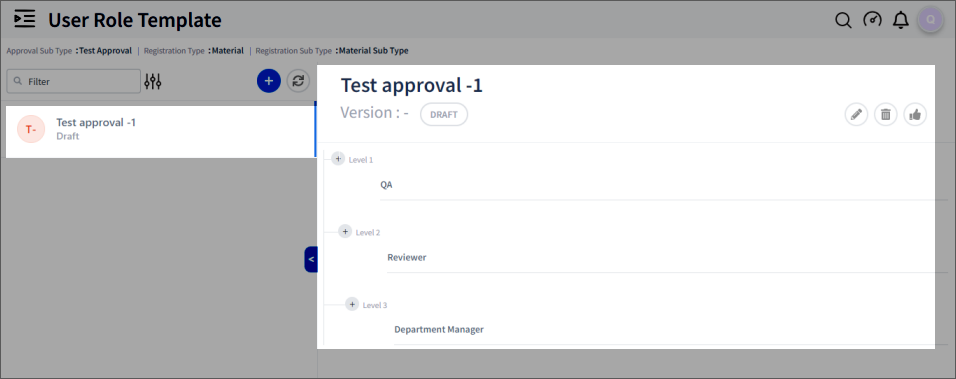 User Role Template
Q
Approval Sub Type : Test Approval | Registration Type : Material | Registration Sub Type : Material Sub Type
Filter
+
T-
Test approval -1
Draft
<
Test approval -1
Version : - DRAFT
+ Level 1
QA
+ Level 2
Reviewer
+ Level 3
Department Manager